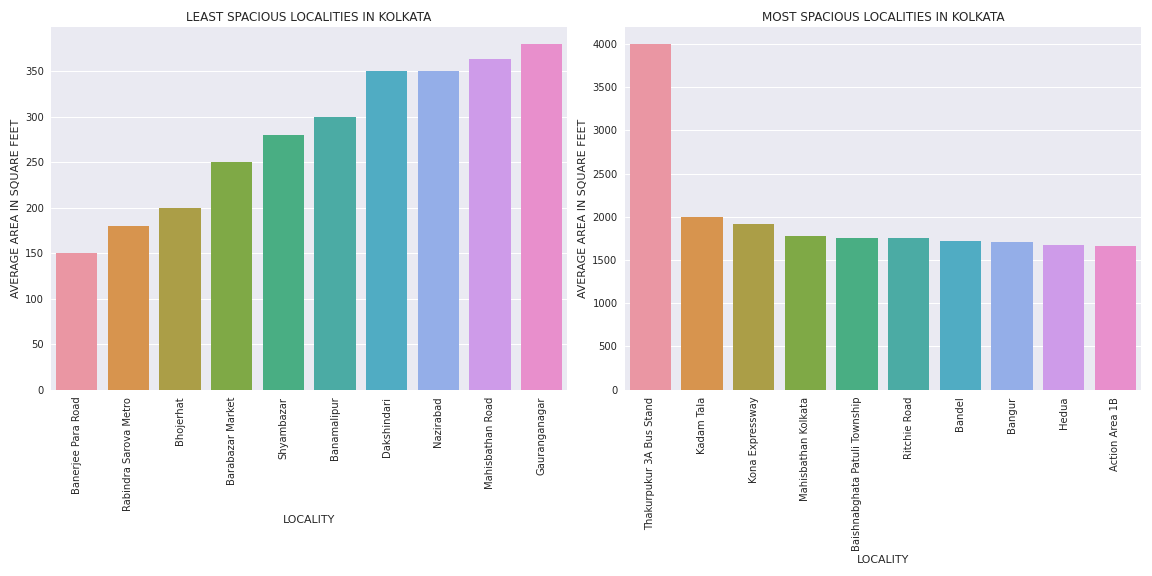 LEAST SPACIOUS LOCALITIES IN KOLKATA
AVERAGE AREA IN SQUARE FEET
350
300
250
200
150
100
50
0
Banerjee Para Road
Rabindra Sarova Metro
Bhojerhat
Barabazar Market
Shyambazar
Banamalipur
Dakshindari
Nazirabad
Mahisbathan Road
Gauranganagar
LOCALITY
MOST SPACIOUS LOCALITIES IN KOLKATA
AVERAGE AREA IN SQUARE FEET
4000
3500
3000
2500
2000
1500
1000
500
0
Thakurpukur 3A Bus Stand
Kadam Tala
Kona Expressway
Mahisbathan Kolkata
Baishnabghata Patuli Township
Ritchie Road
Bandel
Bangur
Hedua
Action Area 1B
LOCALITY